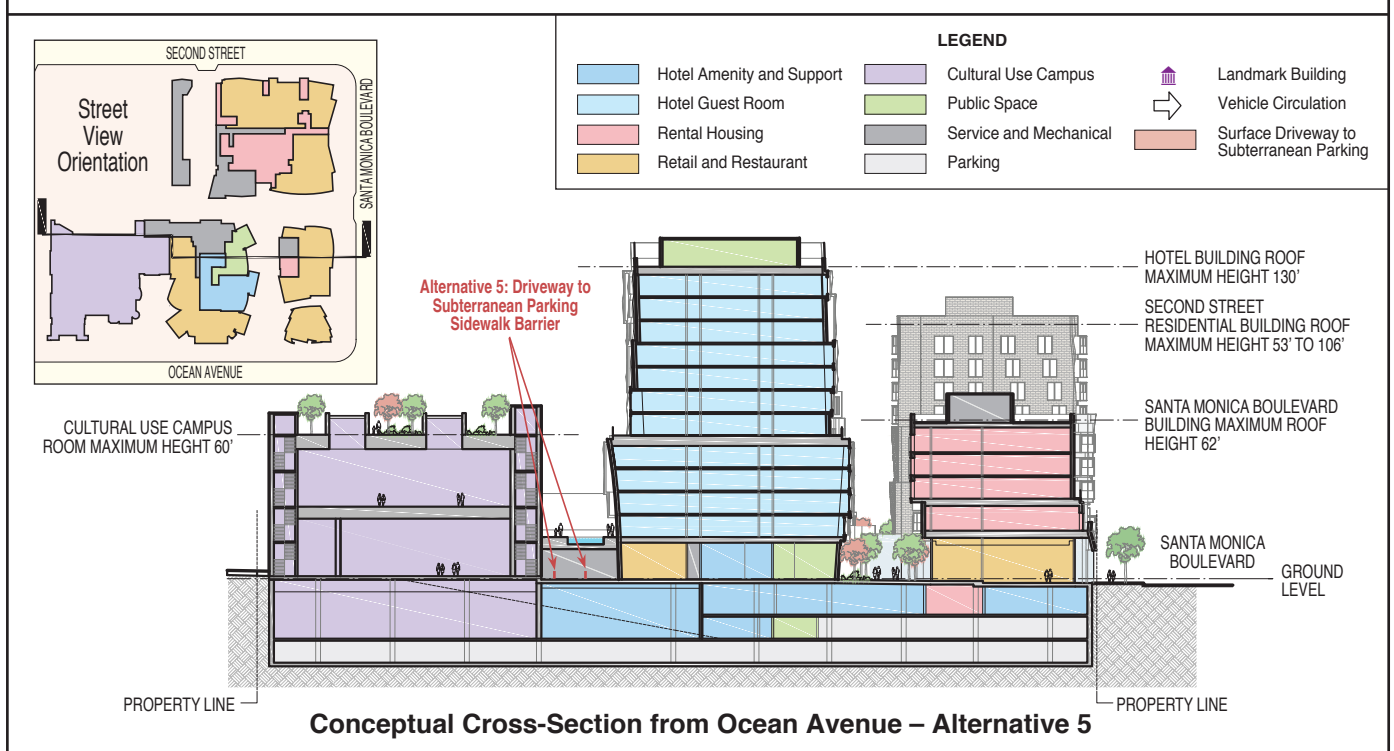 SECOND STREET
Street
View
Orientation
SANTA MONICA BOULEVARD
OCEAN AVENUE
LEGEND
Hotel Amenity and Support
Hotel Guest Room
Rental Housing
Retail and Restaurant
Cultural Use Campus
Public Space
Service and Mechanical
Parking
Landmark Building
Vehicle Circulation
Surface Driveway to
Subterranean Parking
Alternative 5: Driveway to
Subterranean Parking
Sidewalk Barrier
HOTEL BUILDING ROOF
MAXIMUM HEIGHT 130’
SECOND STREET
RESIDENTIAL BUILDING ROOF
MAXIMUM HEIGHT 53’ TO 106’
SANTA MONICA BOULEVARD
BUILDING MAXIMUM ROOF
HEIGHT 62’
CULTURAL USE CAMPUS
ROOM MAXIMUM HEGHT 60’
SANTA MONICA
BOULEVARD
GROUND
LEVEL
PROPERTY LINE
PROPERTY LINE
Conceptual Cross-Section from Ocean Avenue – Alternative 5